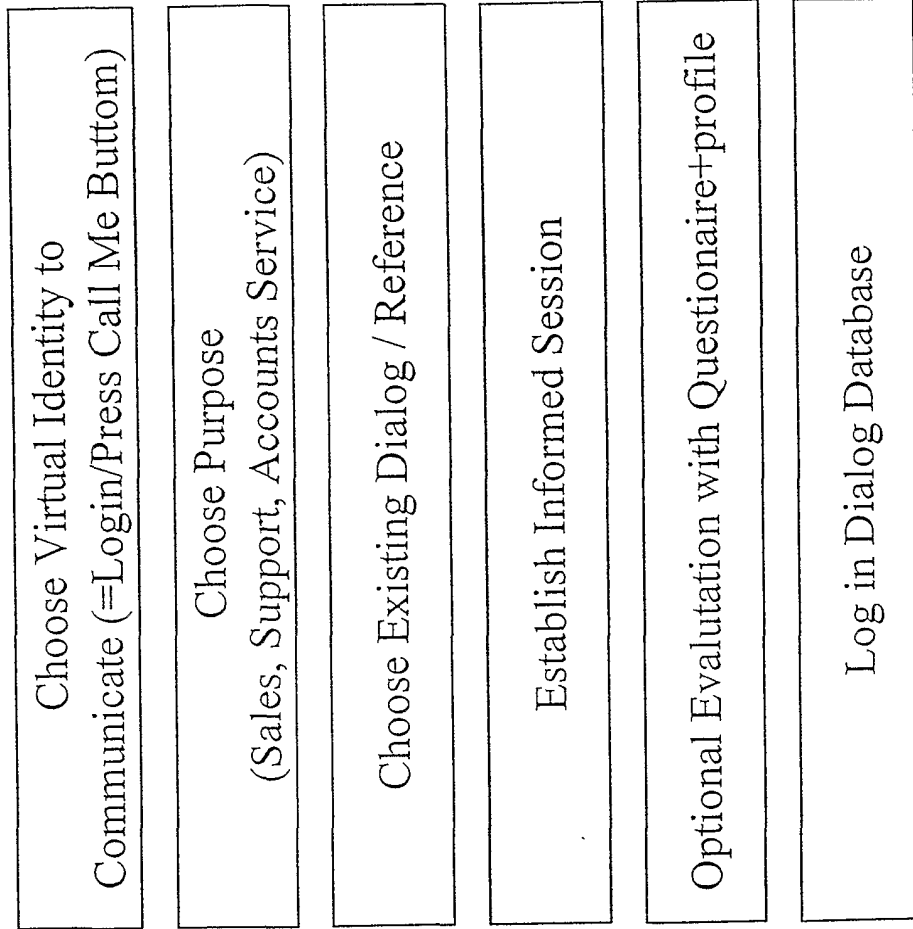 Choose Virtual Identity to
Communicate (=Login/Press Call Me Buttom)
Choose Purpose
(Sales, Support, Accounts Service)
Choose Existing Dialog / Reference
Establish Informed Session
Optional Evalutation with Questionaire+profile
Log in Dialog Database